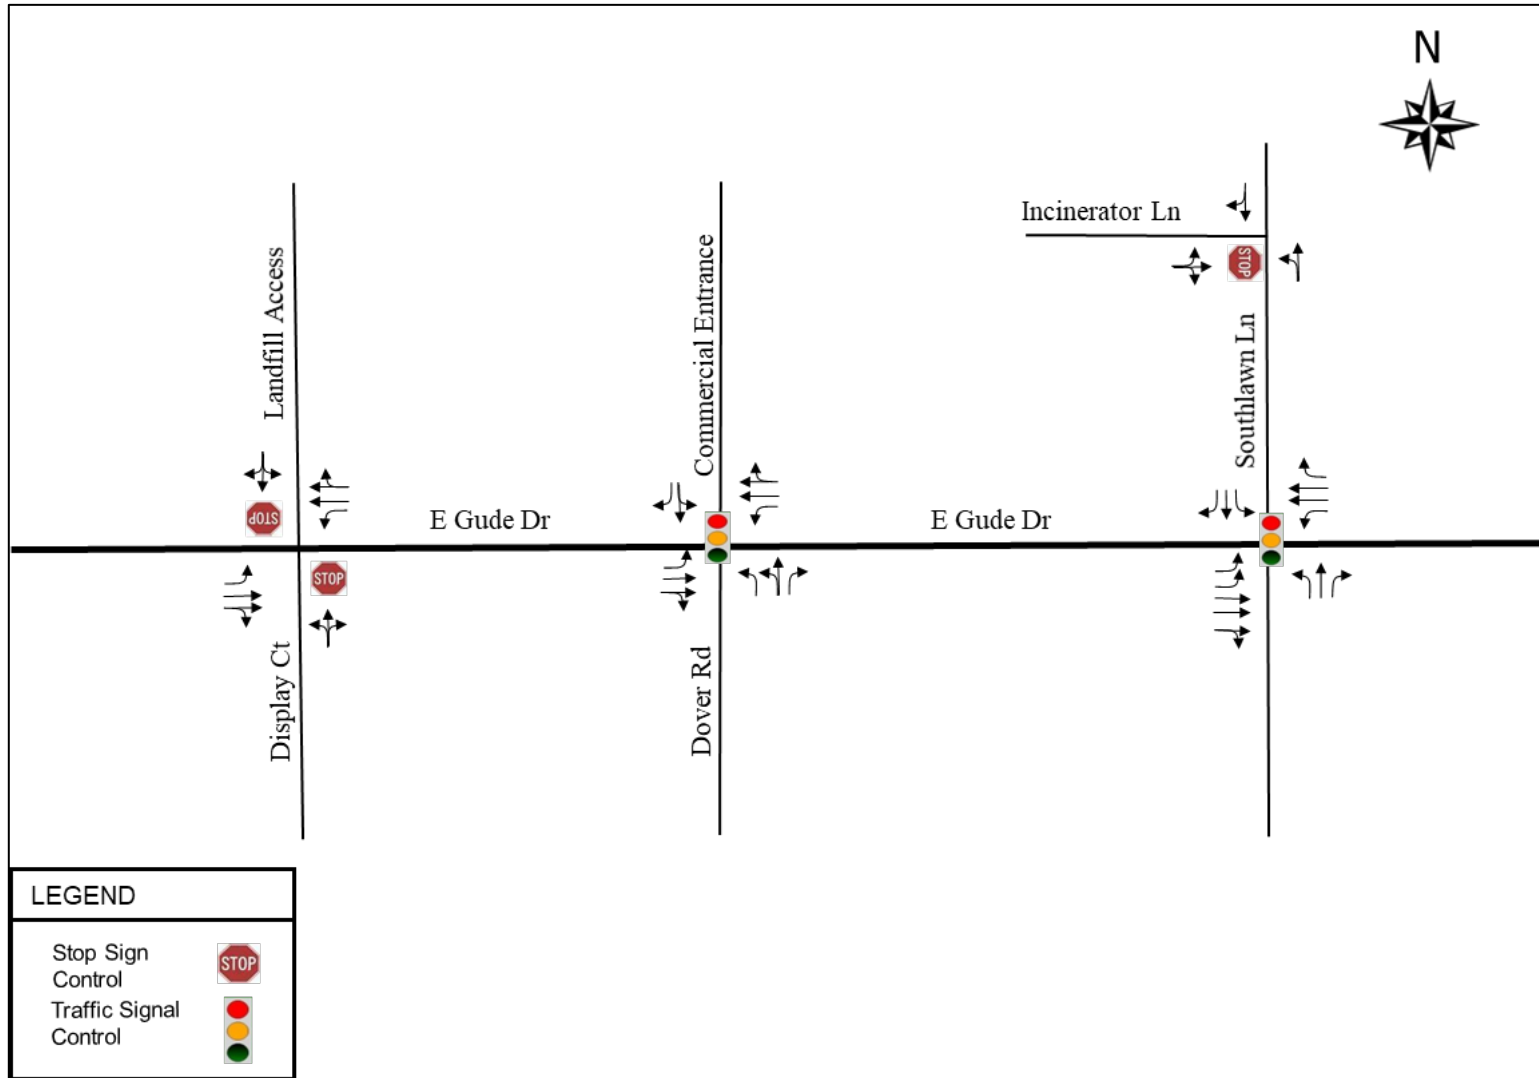 N
Incinerator Ln
STOP
Landfill Access
Commercial Entrance
Southlawn Ln
STOP
E Gude Dr
E Gude Dr
STOP
Display Ct
Dover Rd
LEGEND
Stop Sign
Control
STOP
Traffic Signal
Control